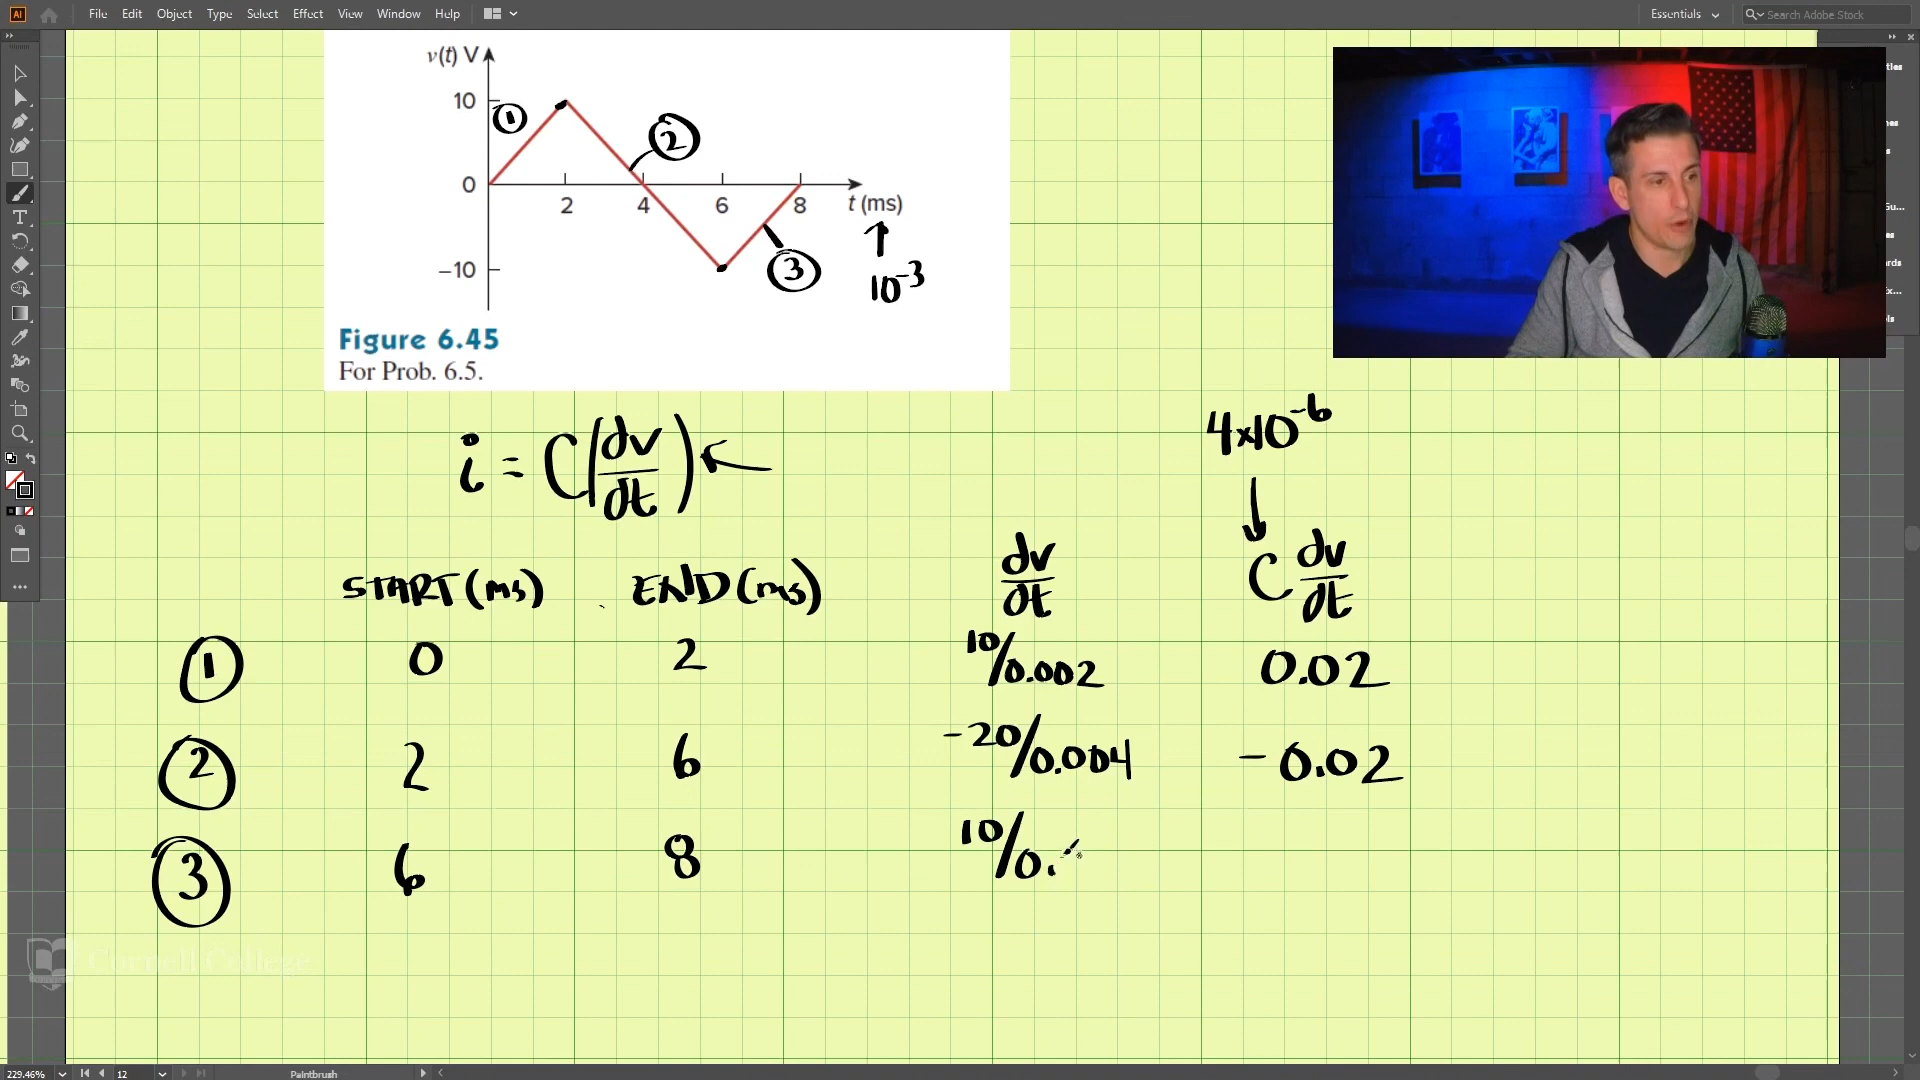 File Edit Object Type Select Effect View Window Help
Essentials
Search Adobe Stock
v(t) V
10
①
②
0
2 4 6 8 t (ms)
−10
③
10⁻³
Figure 6.45
For Prob. 6.5.
i = C(dv/dt)
4x10⁻⁶
START (ms) END (ms) dv/dt C dv/dt
① 0 2 10/0.002 0.02
② 2 6 -20/0.004 -0.02
③ 6 8 10/0.
Cornell College
229.46% 12 Paintbrush